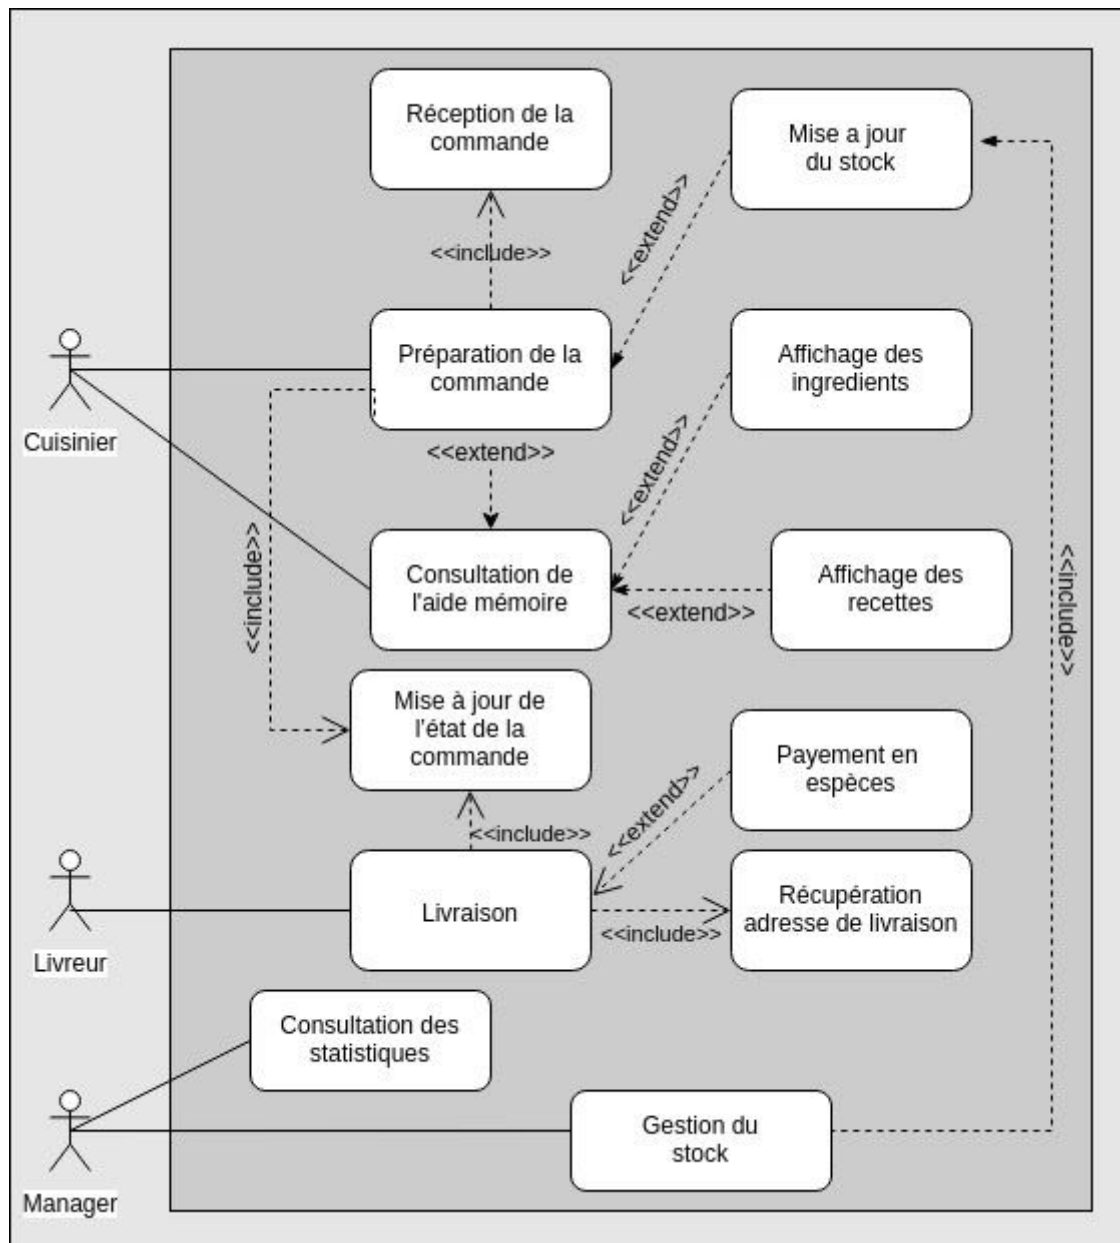 Réception de la
commande
Mise a jour
du stock
<<include>>
<<extend>>
Préparation de la
commande
Affichage des
ingredients
Cuisinier
<<extend>>
<<extend>>
<<include>>
Consultation de
l'aide mémoire
Affichage des
recettes
<<extend>>
<<include>>
Mise à jour de
l'état de la
commande
Payement en
espèces
<<extend>>
<<include>>
Livraison
Récupération
adresse de livraison
<<include>>
Livreur
Consultation des
statistiques
Gestion du
stock
Manager